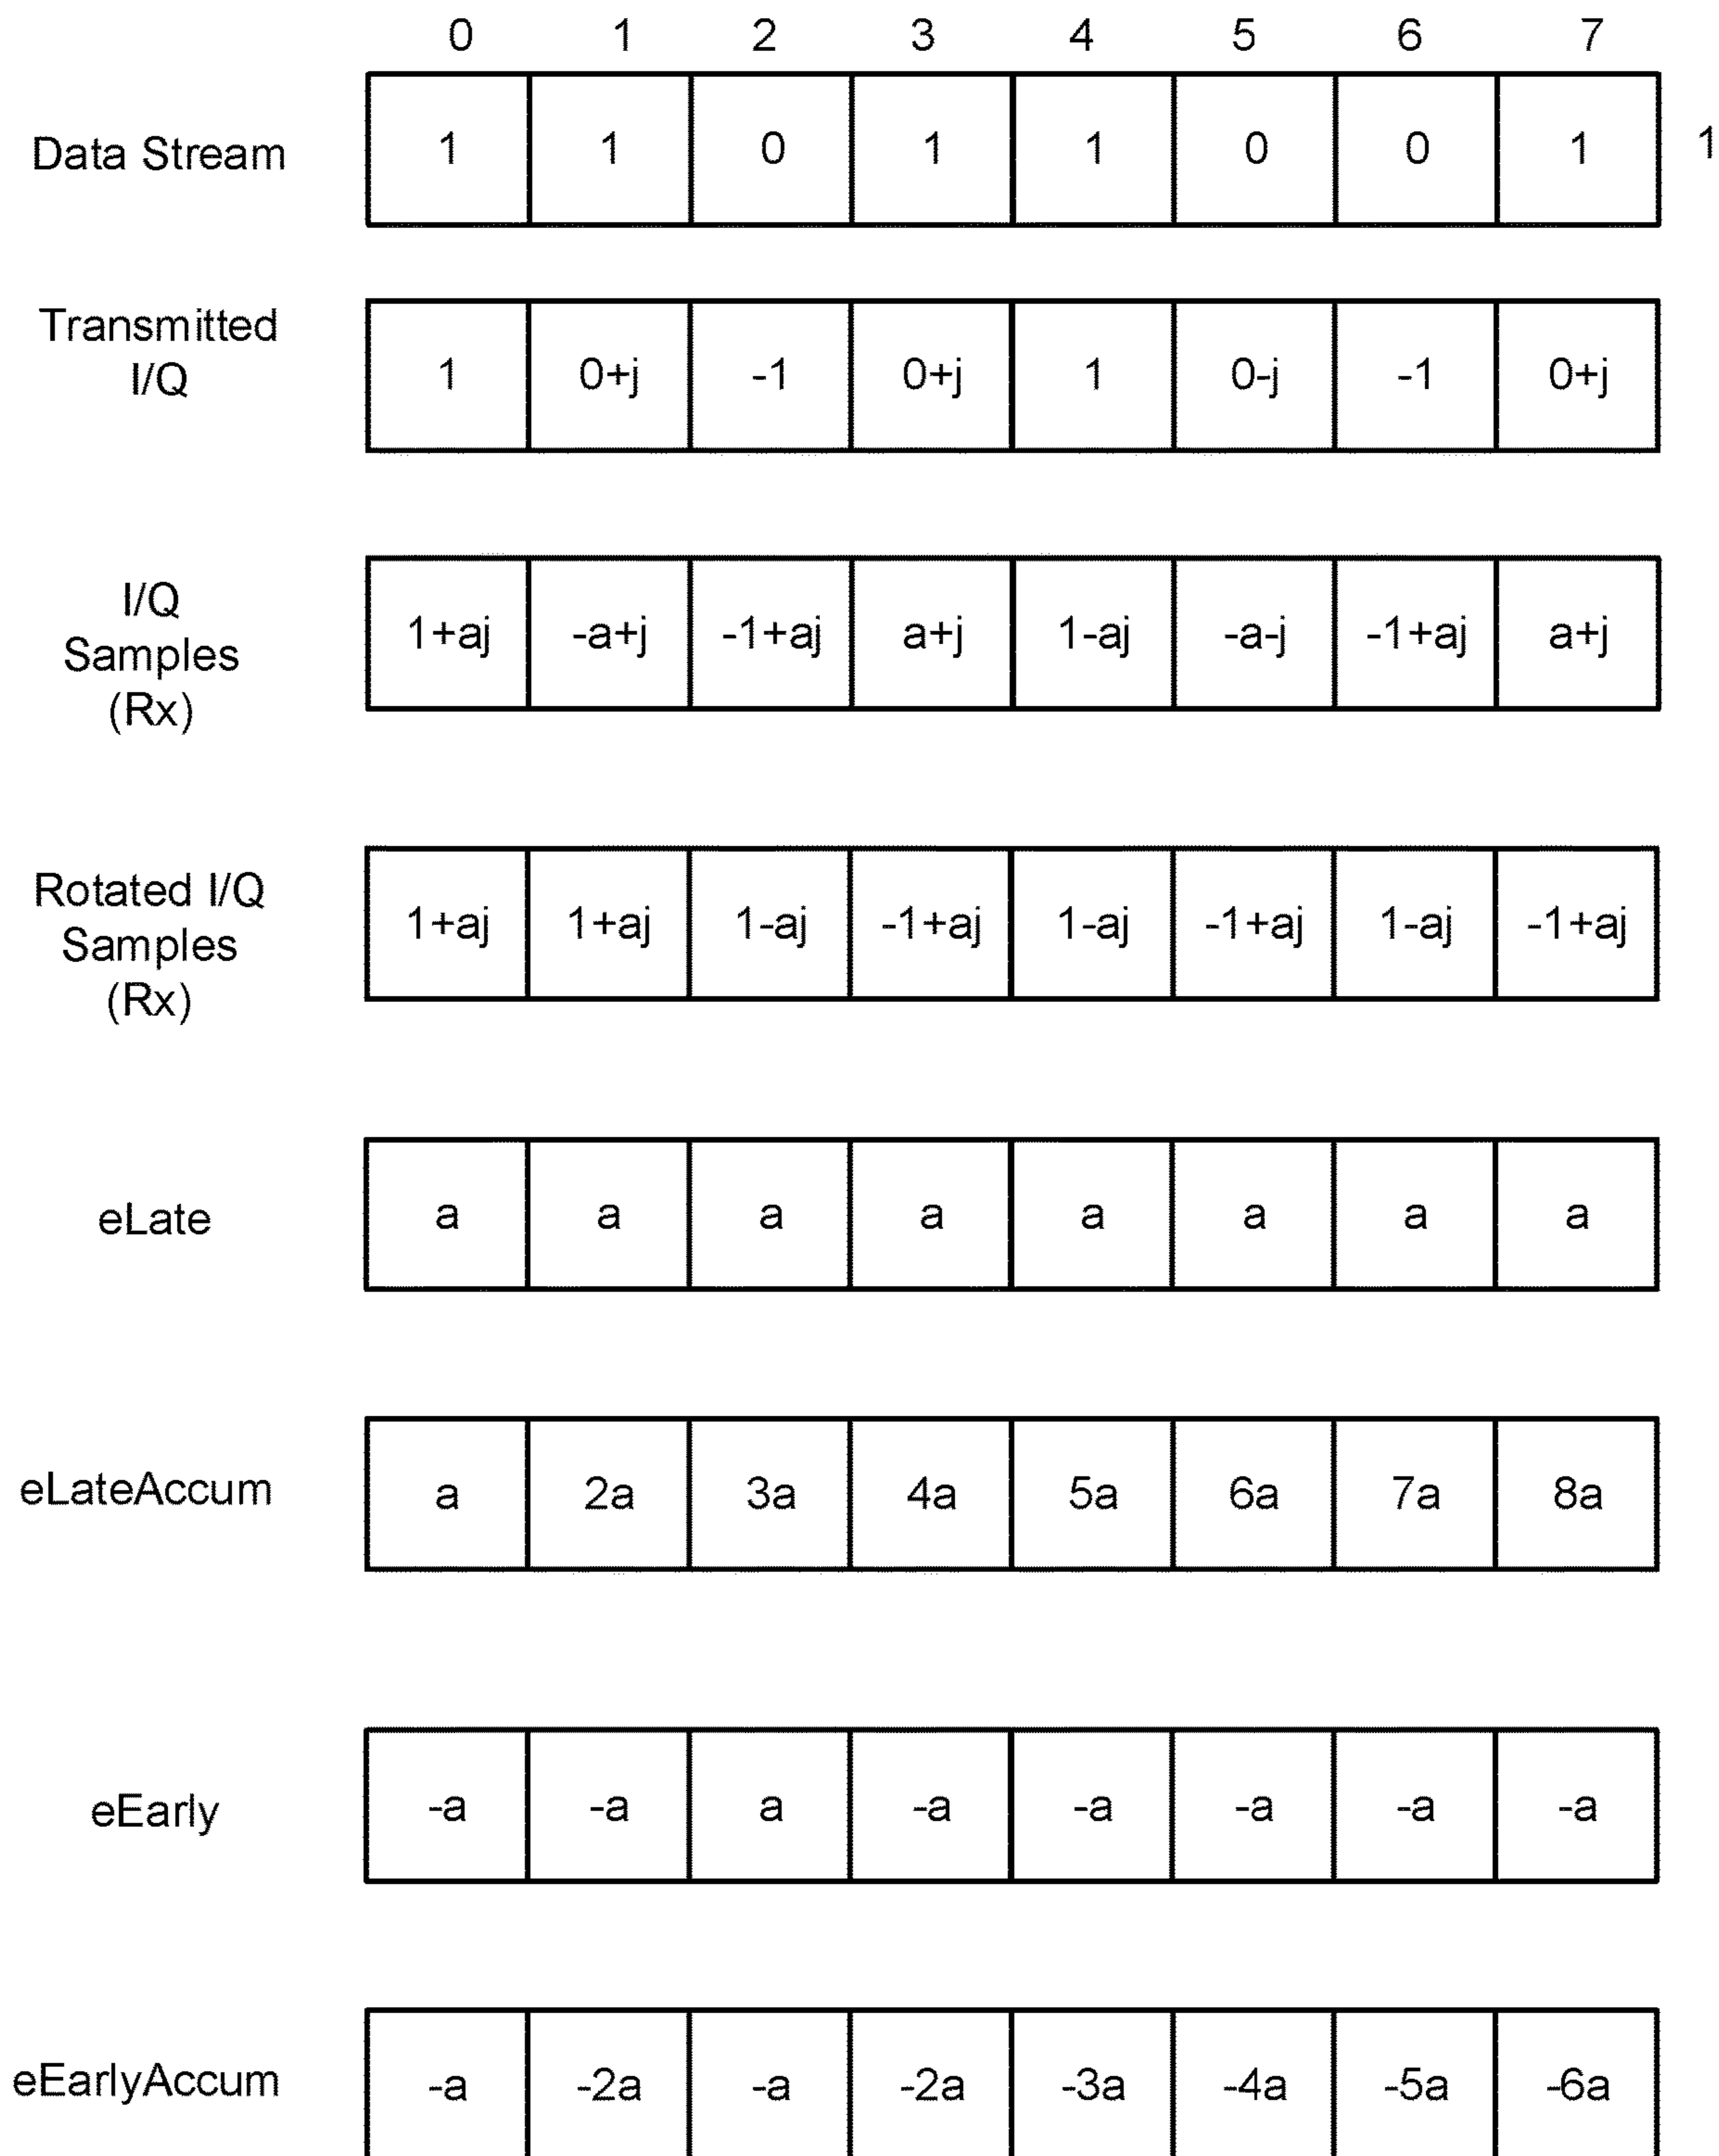 0 1 2 3 4 5 6 7
Data Stream 1 1 0 1 1 0 0 1 1
Transmitted
I/Q
1 0+j -1 0+j 1 0-j -1 0+j
I/Q
Samples
(Rx)
1+aj -a+j -1+aj a+j 1-aj -a-j -1+aj a+j
Rotated I/Q
Samples
(Rx)
1+aj 1+aj 1-aj -1+aj 1-aj -1+aj 1-aj -1+aj
eLate a a a a a a a a
eLateAccum a 2a 3a 4a 5a 6a 7a 8a
eEarly -a -a a -a -a -a -a -a
eEarlyAccum -a -2a -a -2a -3a -4a -5a -6a